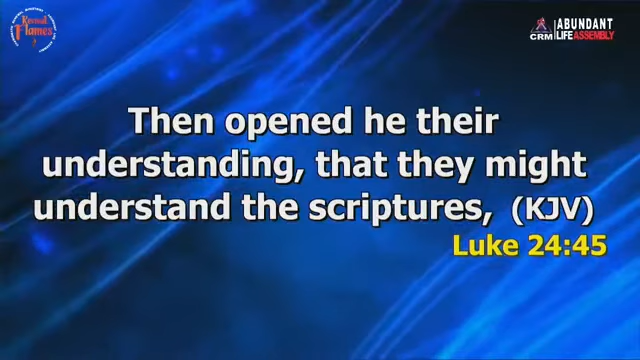 Revival
Flames
CRM
ABUNDANT
LIFE ASSEMBLY
Then opened he their
understanding, that they might
understand the scriptures, (KJV)
Luke 24:45